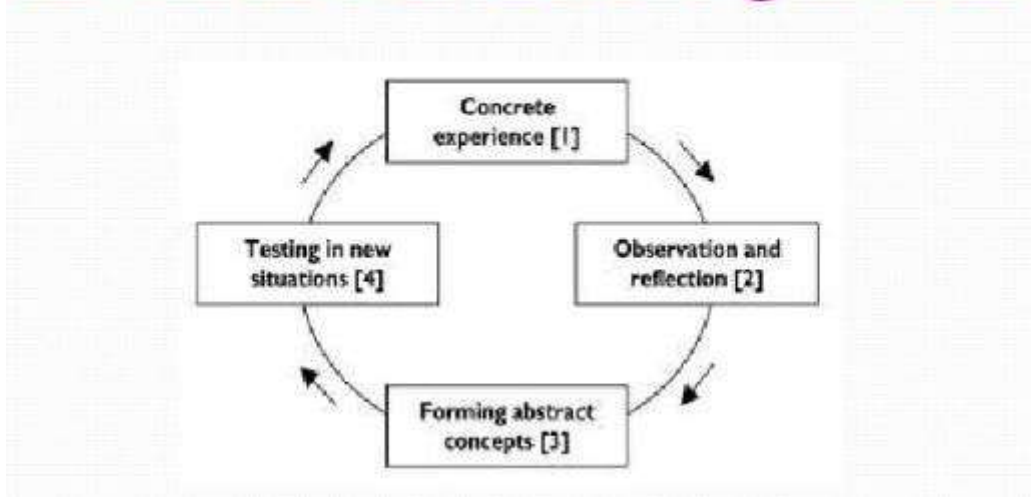 Concrete
experience [1]
Observation and
reflection [2]
Forming abstract
concepts [3]
Testing in new
situations [4]